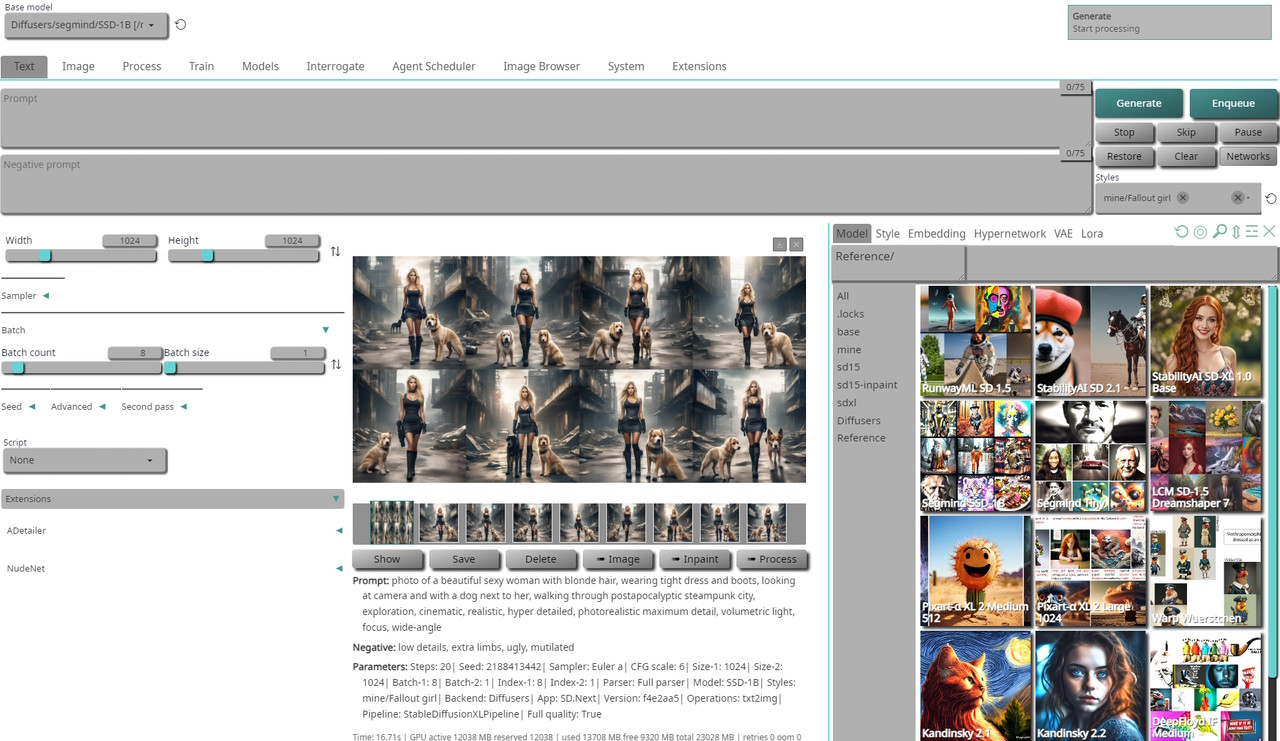 Base model
Diffusers/segmind/SSD-1B [/r
Generate
Start processing
Text Image Process Train Models Interrogate Agent Scheduler Image Browser System Extensions
Prompt
0/75
Negative prompt
0/75
Generate Enqueue
Stop Skip Pause
Restore Clear Networks
Styles
mine/Fallout girl
Width 1024 Height 1024
Sampler
Batch
Batch count 8 Batch size 1
Seed Advanced Second pass
Script
None
Extensions
ADetailer
NudeNet
Show Save Delete ➠ Image ➠ Inpaint ➠ Process
Prompt: photo of a beautiful sexy woman with blonde hair, wearing tight dress and boots, looking
at camera and with a dog next to her, walking through postapocalyptic steampunk city,
exploration, cinematic, realistic, hyper detailed, photorealistic maximum detail, volumetric light,
focus, wide-angle
Negative: low details, extra limbs, ugly, mutilated
Parameters: Steps: 20| Seed: 2188413442| Sampler: Euler a| CFG scale: 6| Size-1: 1024| Size-2:
1024| Batch-1: 8| Batch-2: 1| Index-1: 8| Index-2: 1| Parser: Full parser| Model: SSD-1B| Styles:
mine/Fallout girl| Backend: Diffusers| App: SD.Next| Version: f4e2aa5| Operations: txt2img|
Pipeline: StableDiffusionXLPipeline| Full quality: True
Time: 16.71s | GPU active 12038 MB reserved 12038 | used 13708 MB free 9320 MB total 23028 MB | retries 0 oom 0
Model Style Embedding Hypernetwork VAE Lora
Reference/
All
.locks
base
mine
sd15
sd15-inpaint
sdxl
Diffusers
Reference
RunwayML SD 1.5
StabilityAI SD 2.1
StabilityAI SD-XL 1.0
Base
Segmind SSD-1B
Segmind Tiny
LCM SD-1.5
Dreamshaper 7
Pixart-α XL 2 Medium
512
Pixart-α XL 2 Large
1024
Warp Wuerstchen
Kandinsky 2.1
Kandinsky 2.2
DeepFloyd IF
Medium